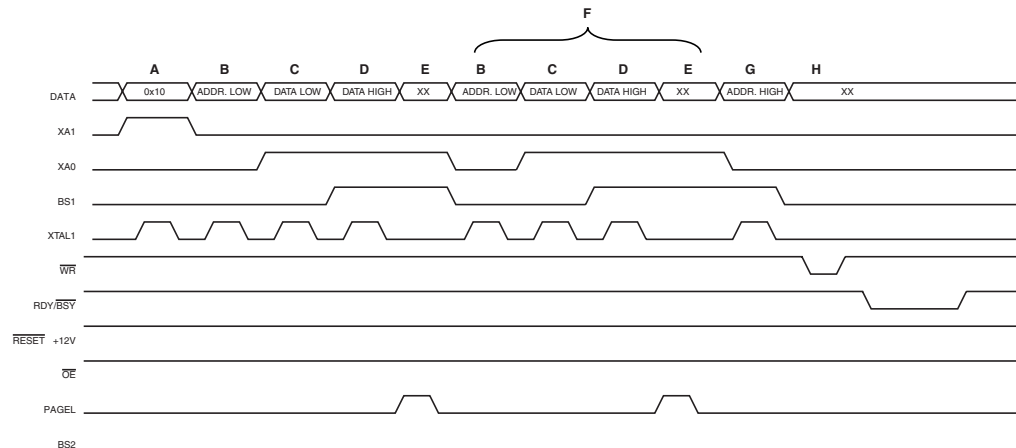 F
A B C D E B C D E G H
DATA 0x10 ADDR. LOW DATA LOW DATA HIGH XX ADDR. LOW DATA LOW DATA HIGH XX ADDR. HIGH XX
XA1
XA0
BS1
XTAL1
WR
RDY/BSY
RESET +12V
OE
PAGEL
BS2